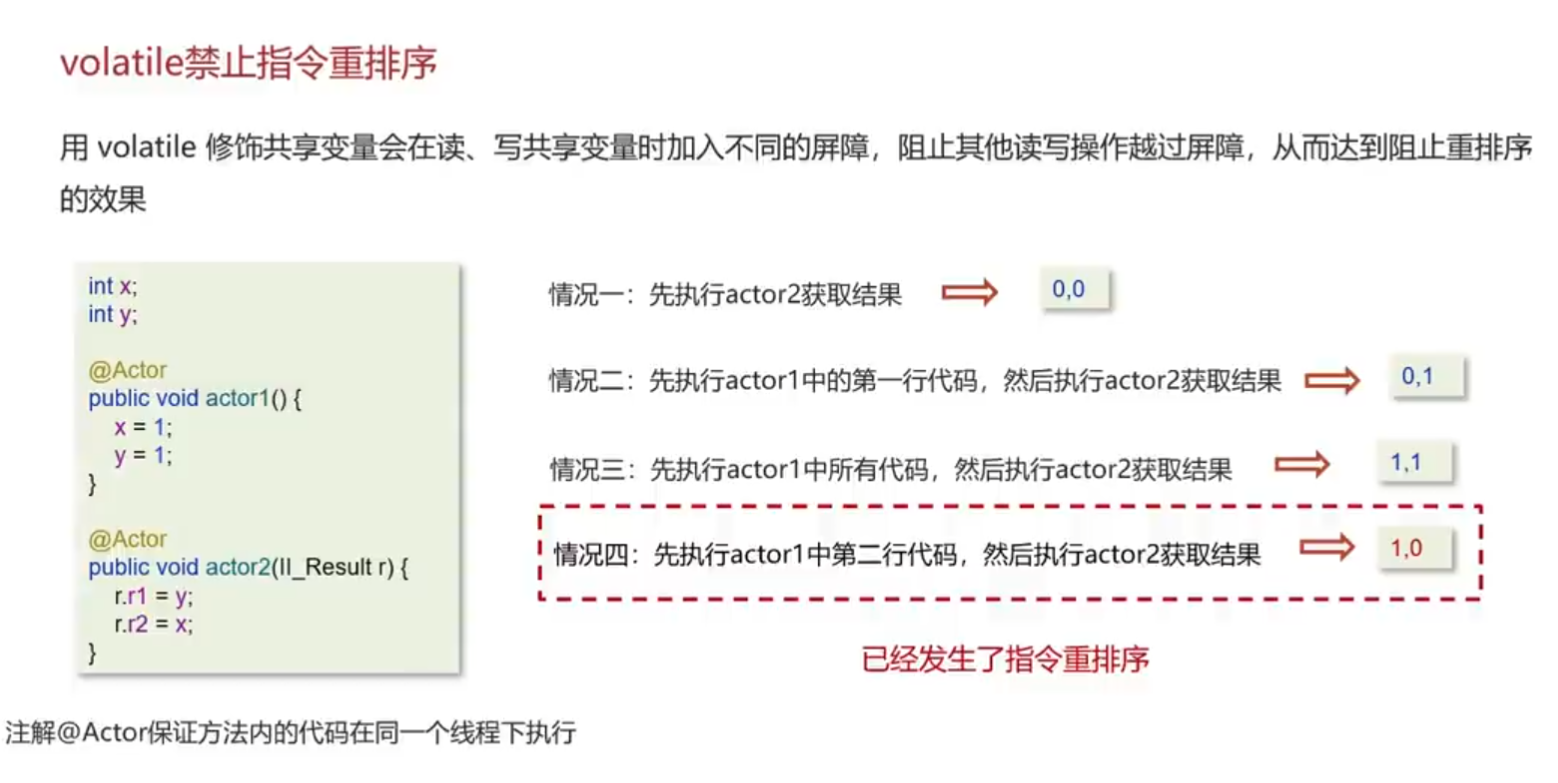 volatile禁止指令重排序
用 volatile 修饰共享变量会在读、写共享变量时加入不同的屏障，阻止其他读写操作越过屏障，从而达到阻止重排序
的效果
int x;
int y;
@Actor
public void actor1() {
x = 1;
y = 1;
}
@Actor
public void actor2(II_Result r) {
r.r1 = y;
r.r2 = x;
}
情况一：先执行actor2获取结果 0,0
情况二：先执行actor1中的第一行代码，然后执行actor2获取结果 0,1
情况三：先执行actor1中所有代码，然后执行actor2获取结果 1,1
情况四：先执行actor1中第二行代码，然后执行actor2获取结果 1,0
已经发生了指令重排序
注解@Actor保证方法内的代码在同一个线程下执行